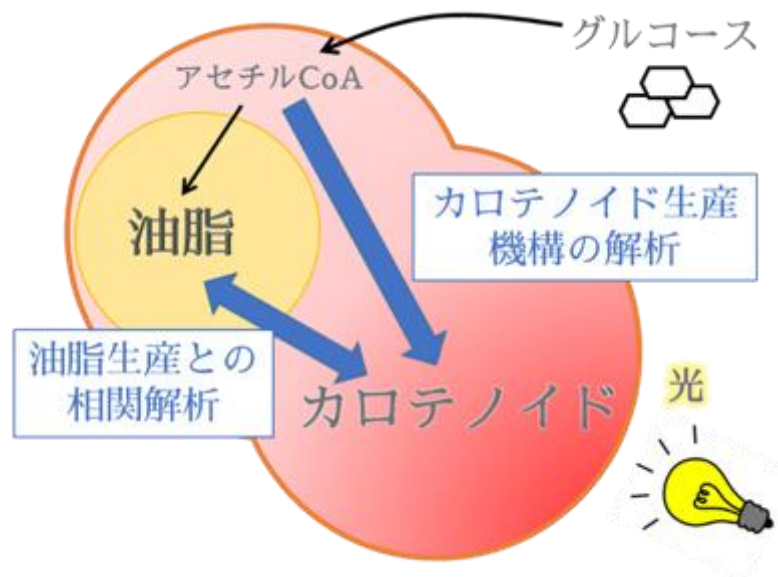 グルコース
アセチルCoA
油脂
カロテノイド生産
機構の解析
油脂生産との
相関解析
カロテノイド
光